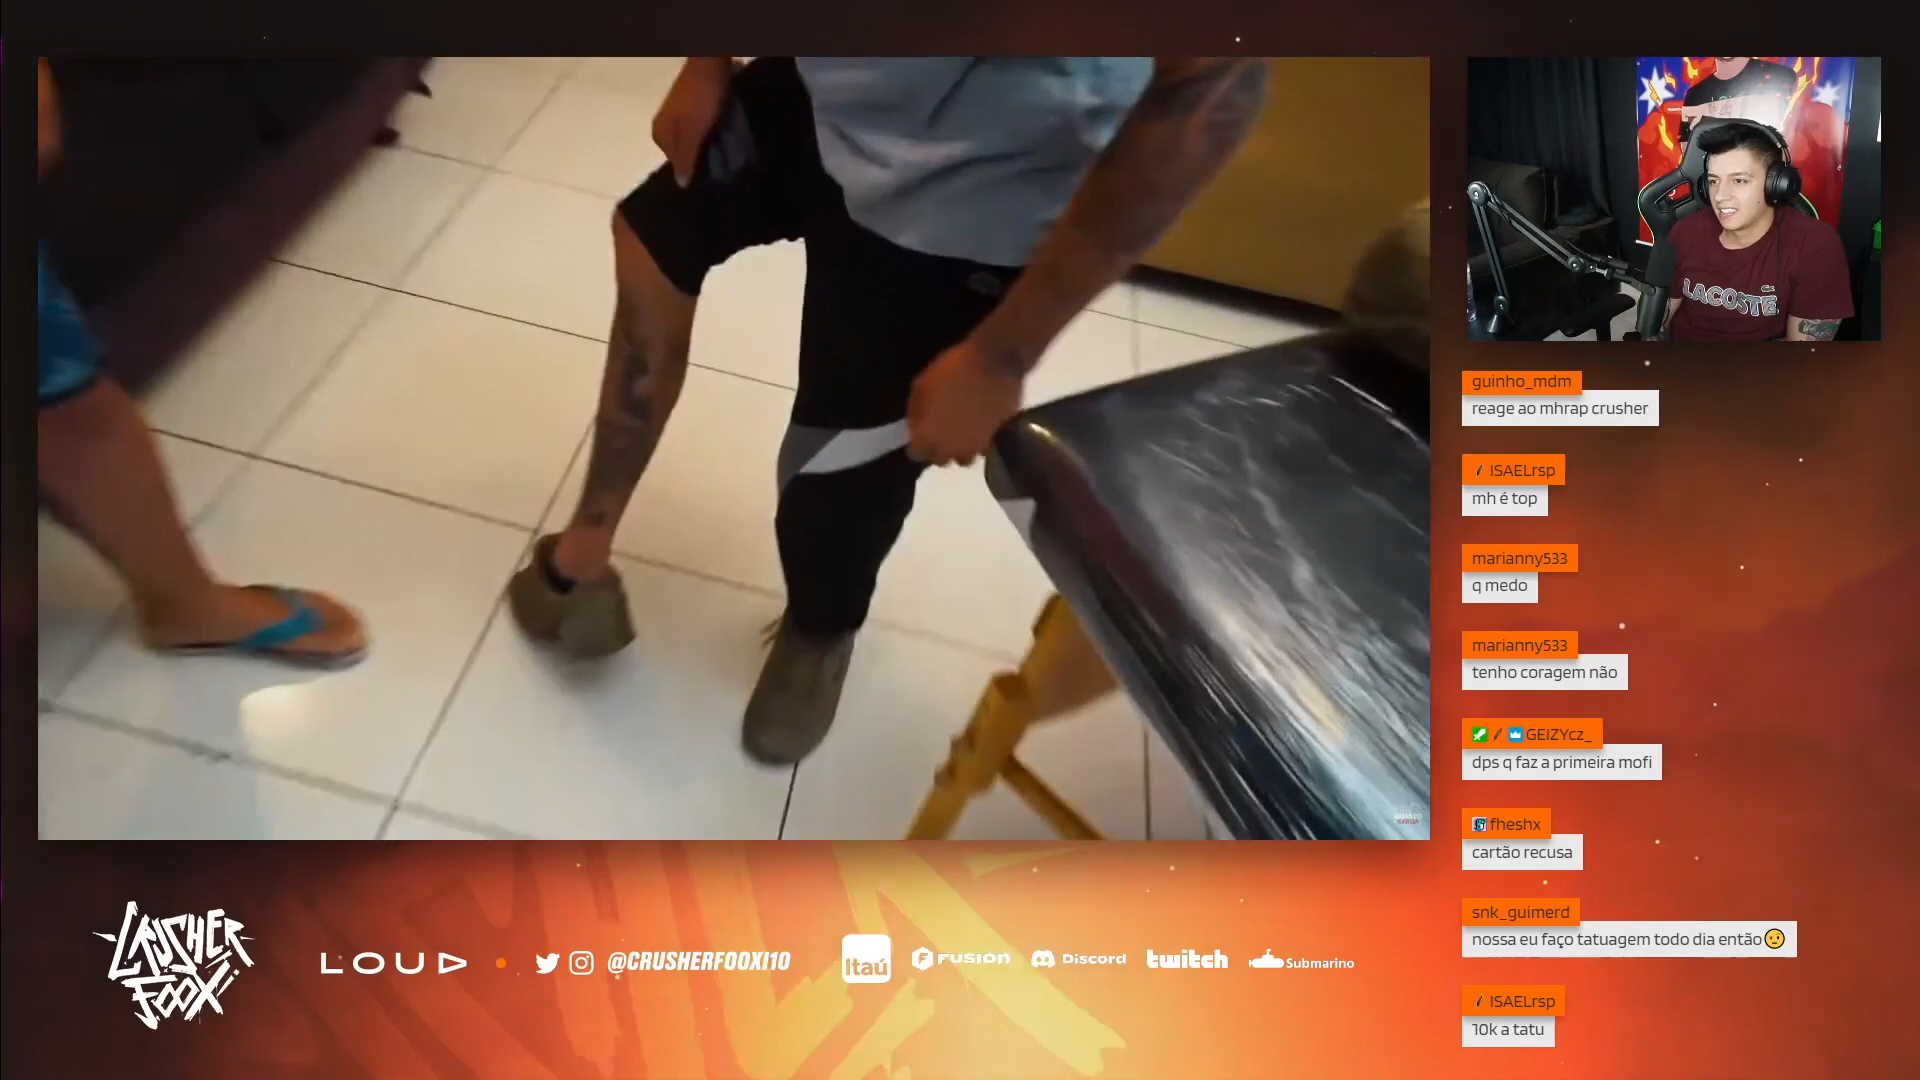 LACOSTE
guinho_mdm
reage ao mhrap crusher
ISAELrsp
mh é top
marianny533
q medo
marianny533
tenho coragem não
GEIZYcz_
dps q faz a primeira mofi
fheshx
cartão recusa
snk_guimerd
nossa eu faço tatuagem todo dia então
ISAELrsp
10k a tatu
CRUSHER
FOOX
LOUD
@CRUSHERFOOXI10
Itaú
FUSION
Discord
twitch
Submarino